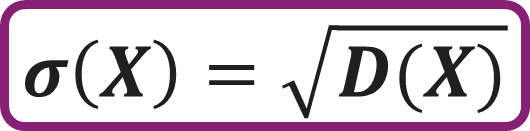 σ(X) = √D(X)